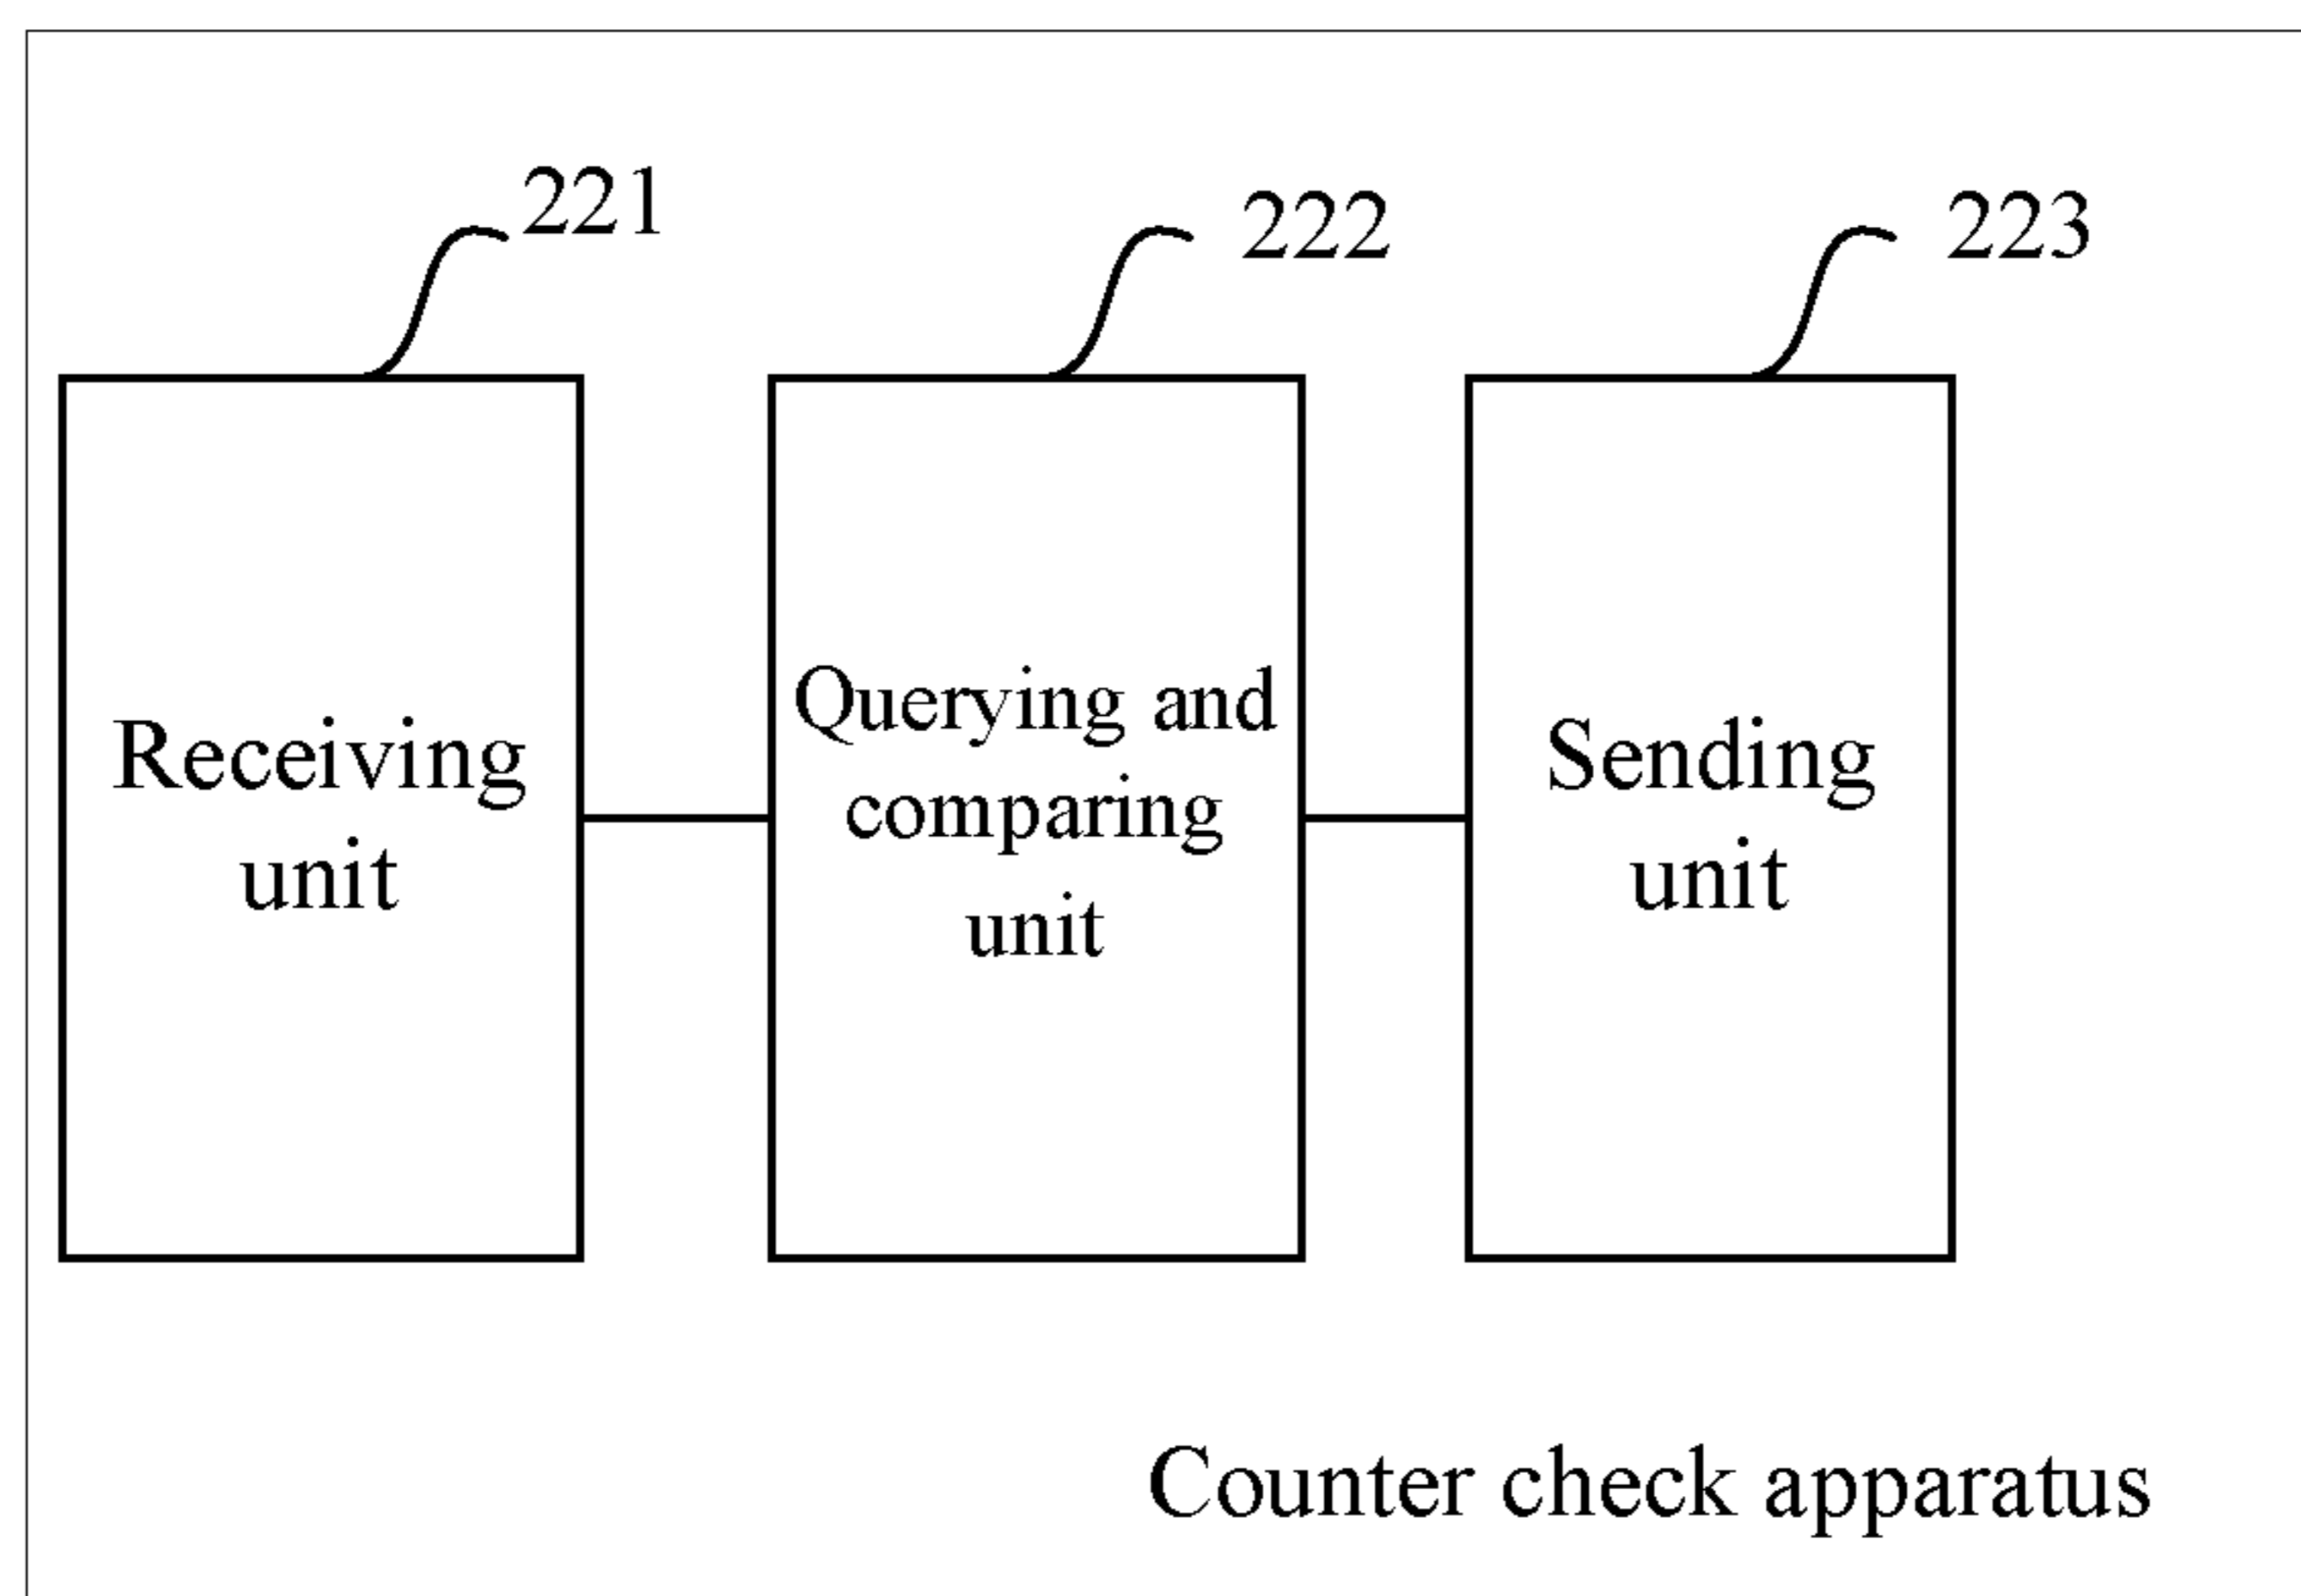 221
222
223
Receiving
unit
Querying and
comparing
unit
Sending
unit
Counter check apparatus